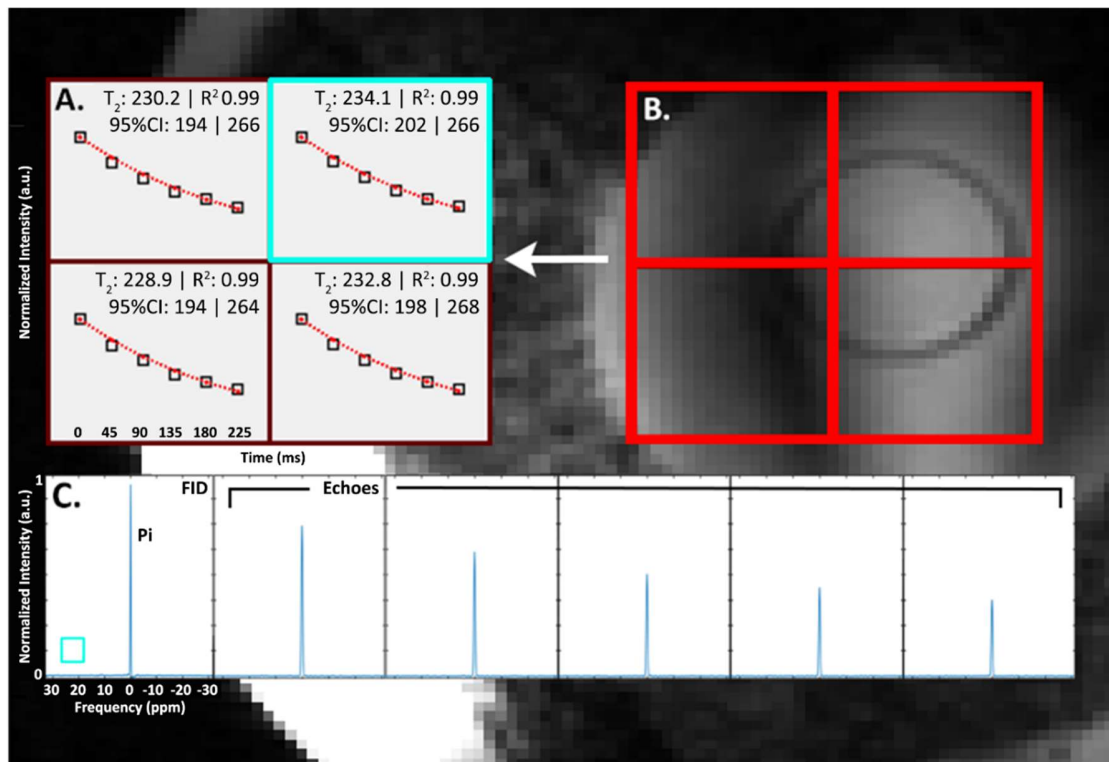 A.
T2: 230.2 | R2 0.99
95%CI: 194 | 266
T2: 234.1 | R2: 0.99
95%CI: 202 | 266
B.
Normalized Intensity (a.u.)
T2: 228.9 | R2: 0.99
95%CI: 194 | 264
T2: 232.8 | R2: 0.99
95%CI: 198 | 268
0 45 90 135 180 225
Time (ms)
C.
FID
Echoes
Pi
Normalized Intensity (a.u.)
1
0
30 20 10 0 -10 -20 -30
Frequency (ppm)